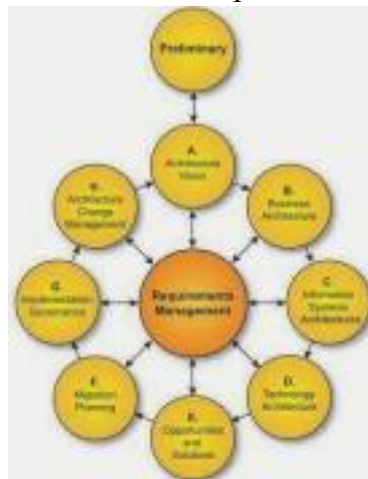 Preliminary
A.
Architecture
Vision
B.
Business
Architecture
C.
Information
Systems
Architectures
D.
Technology
Architecture
E.
Opportunities
and
Solutions
F.
Migration
Planning
G.
Implementation
Governance
H.
Architecture
Change
Management
Requirements
Management